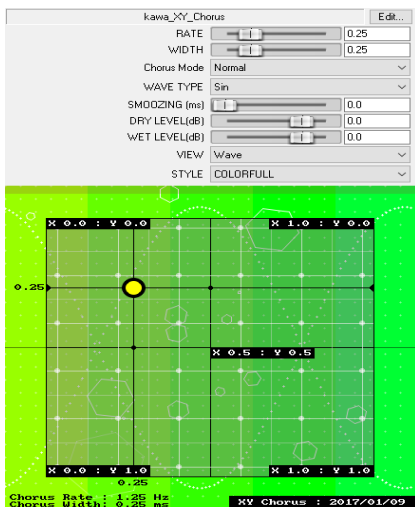 kawa_XY_Chorus Edit...
RATE 0.25
WIDTH 0.25
Chorus Mode Normal
WAVE TYPE Sin
SMOOZING (ms) 0.0
DRY LEVEL(dB) 0.0
WET LEVEL(dB) 0.0
VIEW Wave
STYLE COLORFULL
X 0.0 : Y 0.0 X 1.0 : Y 0.0
0.25
X 0.5 : Y 0.5
X 0.0 : Y 1.0 X 1.0 : Y 1.0
0.25
Chorus Rate : 1.25 Hz
Chorus Width: 0.25 ms XY Chorus : 2017/01/09